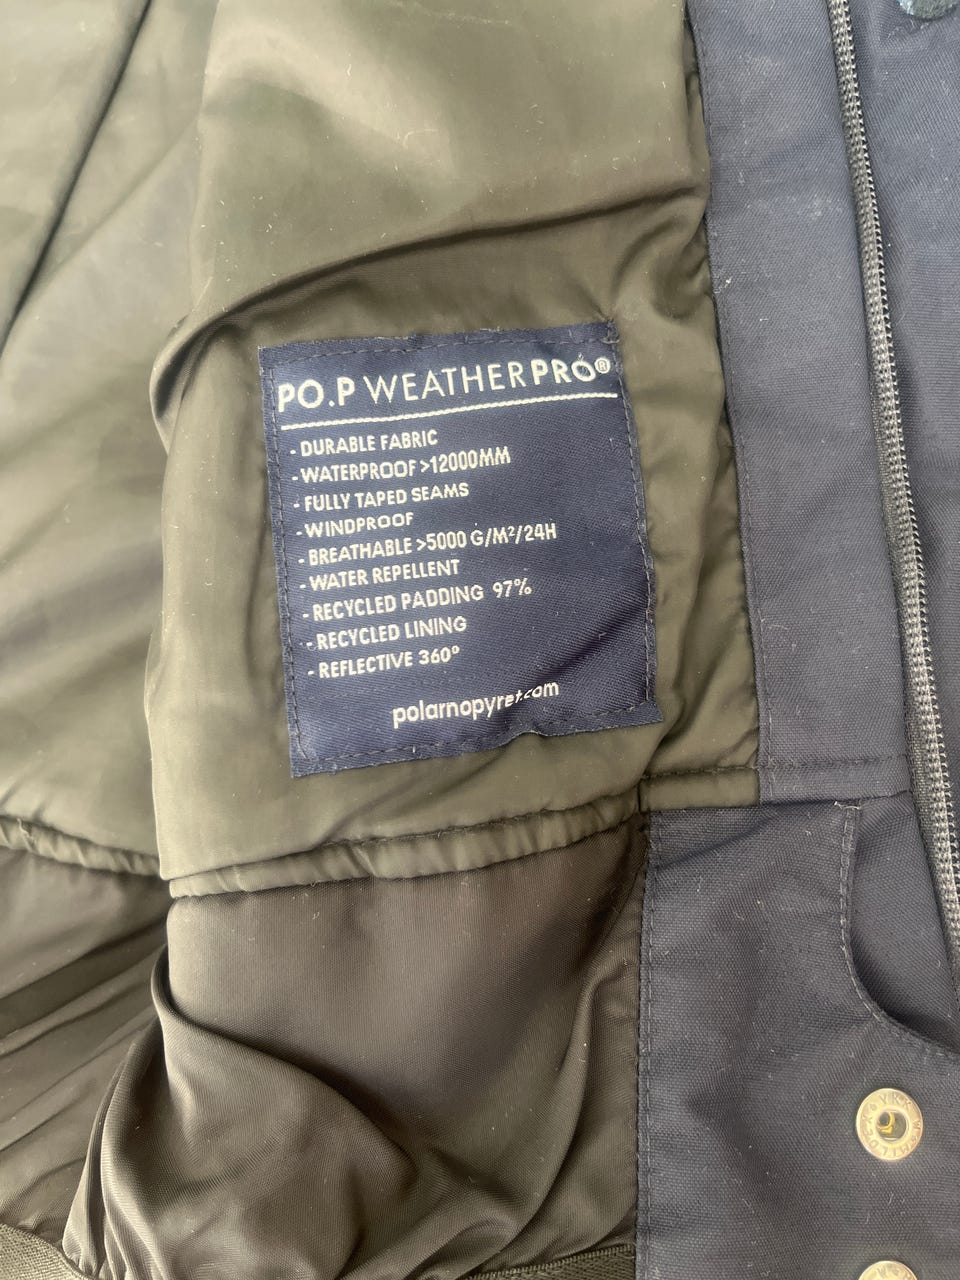 PO.P WEATHERPRO®
- DURABLE FABRIC
- WATERPROOF >12000MM
- FULLY TAPED SEAMS
- WINDPROOF
- BREATHABLE >5000 G/M²/24H
- WATER REPELLENT
- RECYCLED PADDING 97%
- RECYCLED LINING
- REFLECTIVE 360°
polarnopyret.com
YKK